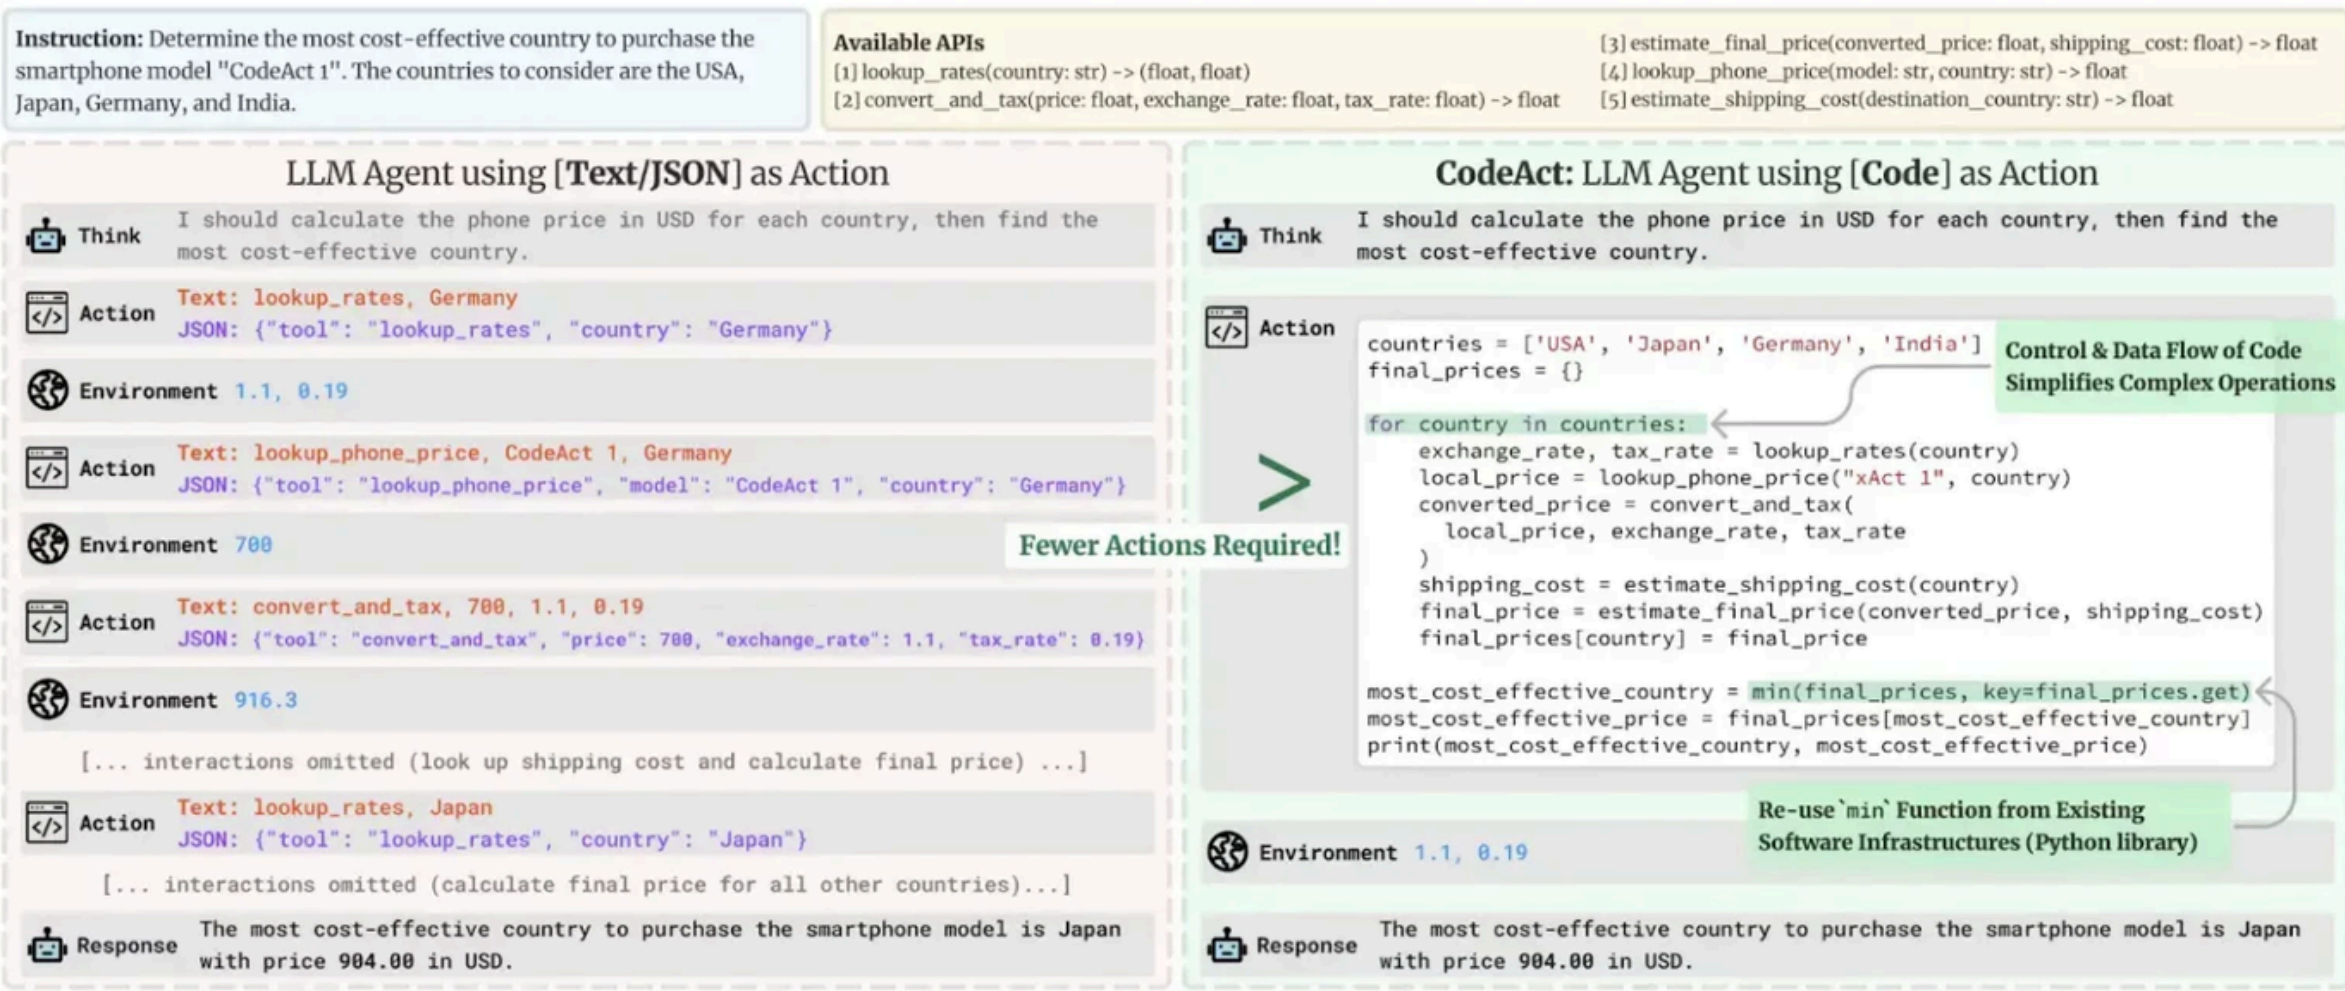 Instruction: Determine the most cost-effective country to purchase the
smartphone model "CodeAct 1". The countries to consider are the USA,
Japan, Germany, and India.
Available APIs
[1] lookup_rates(country: str) -> (float, float)
[2] convert_and_tax(price: float, exchange_rate: float, tax_rate: float) -> float
[3] estimate_final_price(converted_price: float, shipping_cost: float) -> float
[4] lookup_phone_price(model: str, country: str) -> float
[5] estimate_shipping_cost(destination_country: str) -> float
LLM Agent using [Text/JSON] as Action
Think
I should calculate the phone price in USD for each country, then find the
most cost-effective country.
Action
Text: lookup_rates, Germany
JSON: {"tool": "lookup_rates", "country": "Germany"}
Environment 1.1, 0.19
Action
Text: lookup_phone_price, CodeAct 1, Germany
JSON: {"tool": "lookup_phone_price", "model": "CodeAct 1", "country": "Germany"}
Environment 700
Action
Text: convert_and_tax, 700, 1.1, 0.19
JSON: {"tool": "convert_and_tax", "price": 700, "exchange_rate": 1.1, "tax_rate": 0.19}
Environment 916.3
[... interactions omitted (look up shipping cost and calculate final price) ...]
Action
Text: lookup_rates, Japan
JSON: {"tool": "lookup_rates", "country": "Japan"}
[... interactions omitted (calculate final price for all other countries)...]
Response
The most cost-effective country to purchase the smartphone model is Japan
with price 904.00 in USD.
>
Fewer Actions Required!
CodeAct: LLM Agent using [Code] as Action
Think
I should calculate the phone price in USD for each country, then find the
most cost-effective country.
Action
countries = ['USA', 'Japan', 'Germany', 'India']
final_prices = {}
for country in countries:
exchange_rate, tax_rate = lookup_rates(country)
local_price = lookup_phone_price("xAct 1", country)
converted_price = convert_and_tax(
local_price, exchange_rate, tax_rate
)
shipping_cost = estimate_shipping_cost(country)
final_price = estimate_final_price(converted_price, shipping_cost)
final_prices[country] = final_price
most_cost_effective_country = min(final_prices, key=final_prices.get)
most_cost_effective_price = final_prices[most_cost_effective_country]
print(most_cost_effective_country, most_cost_effective_price)
Control & Data Flow of Code
Simplifies Complex Operations
Re-use `min` Function from Existing
Software Infrastructures (Python library)
Environment 1.1, 0.19
Response
The most cost-effective country to purchase the smartphone model is Japan
with price 904.00 in USD.